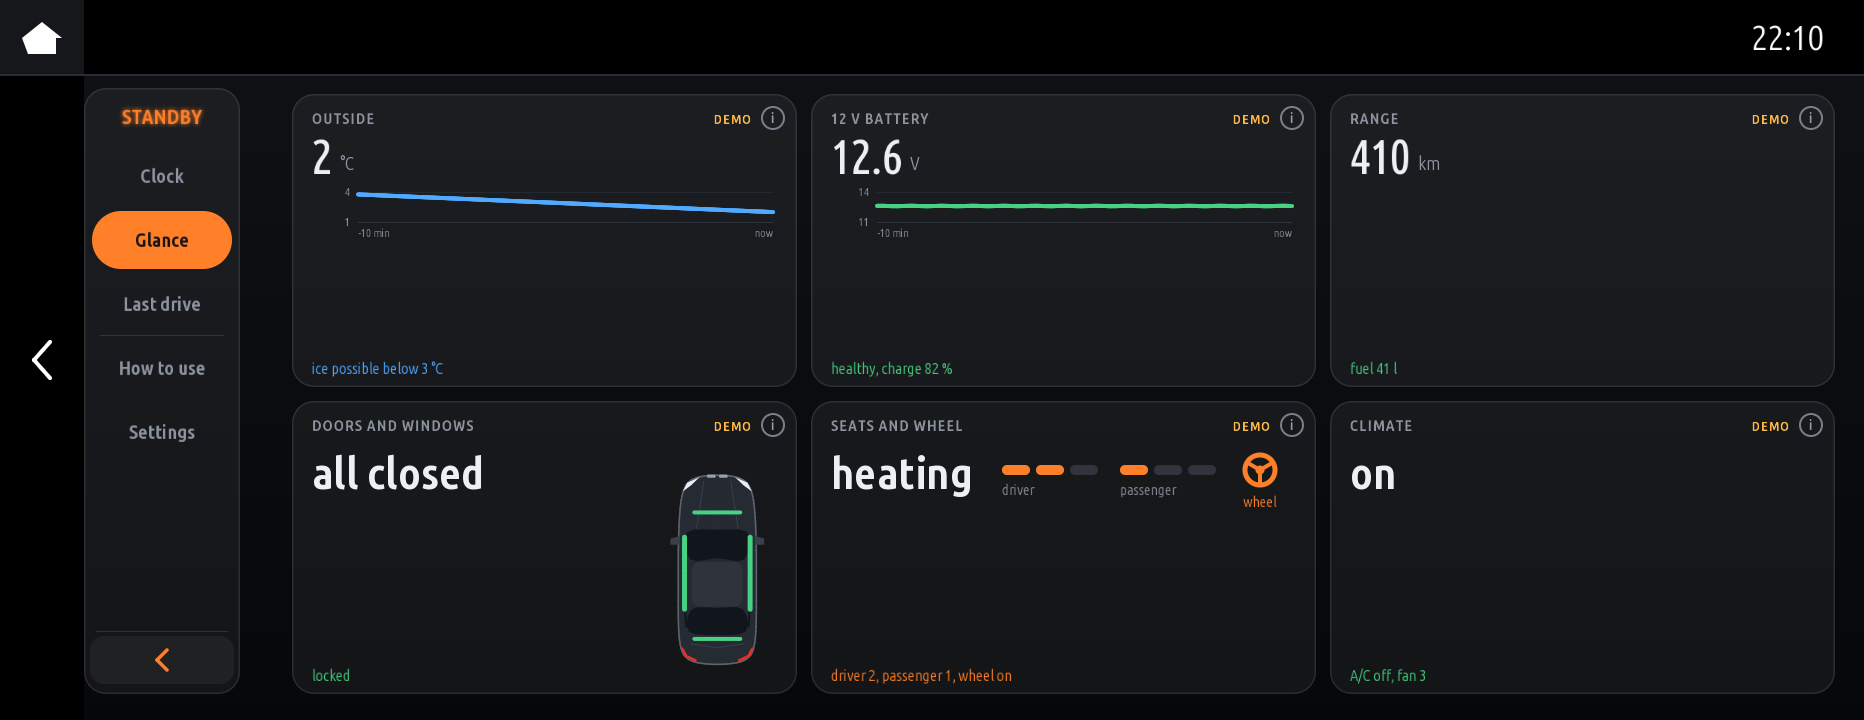 22:10
STANDBY
Clock
Glance
Last drive
How to use
Settings
OUTSIDE DEMO i
2 °C
4
1
-10 min now
ice possible below 3 °C
12 V BATTERY DEMO i
12.6 V
14
11
-10 min now
healthy, charge 82 %
RANGE DEMO i
410 km
fuel 41 l
DOORS AND WINDOWS DEMO i
all closed
locked
SEATS AND WHEEL DEMO i
heating
driver passenger wheel
driver 2, passenger 1, wheel on
CLIMATE DEMO i
on
A/C off, fan 3